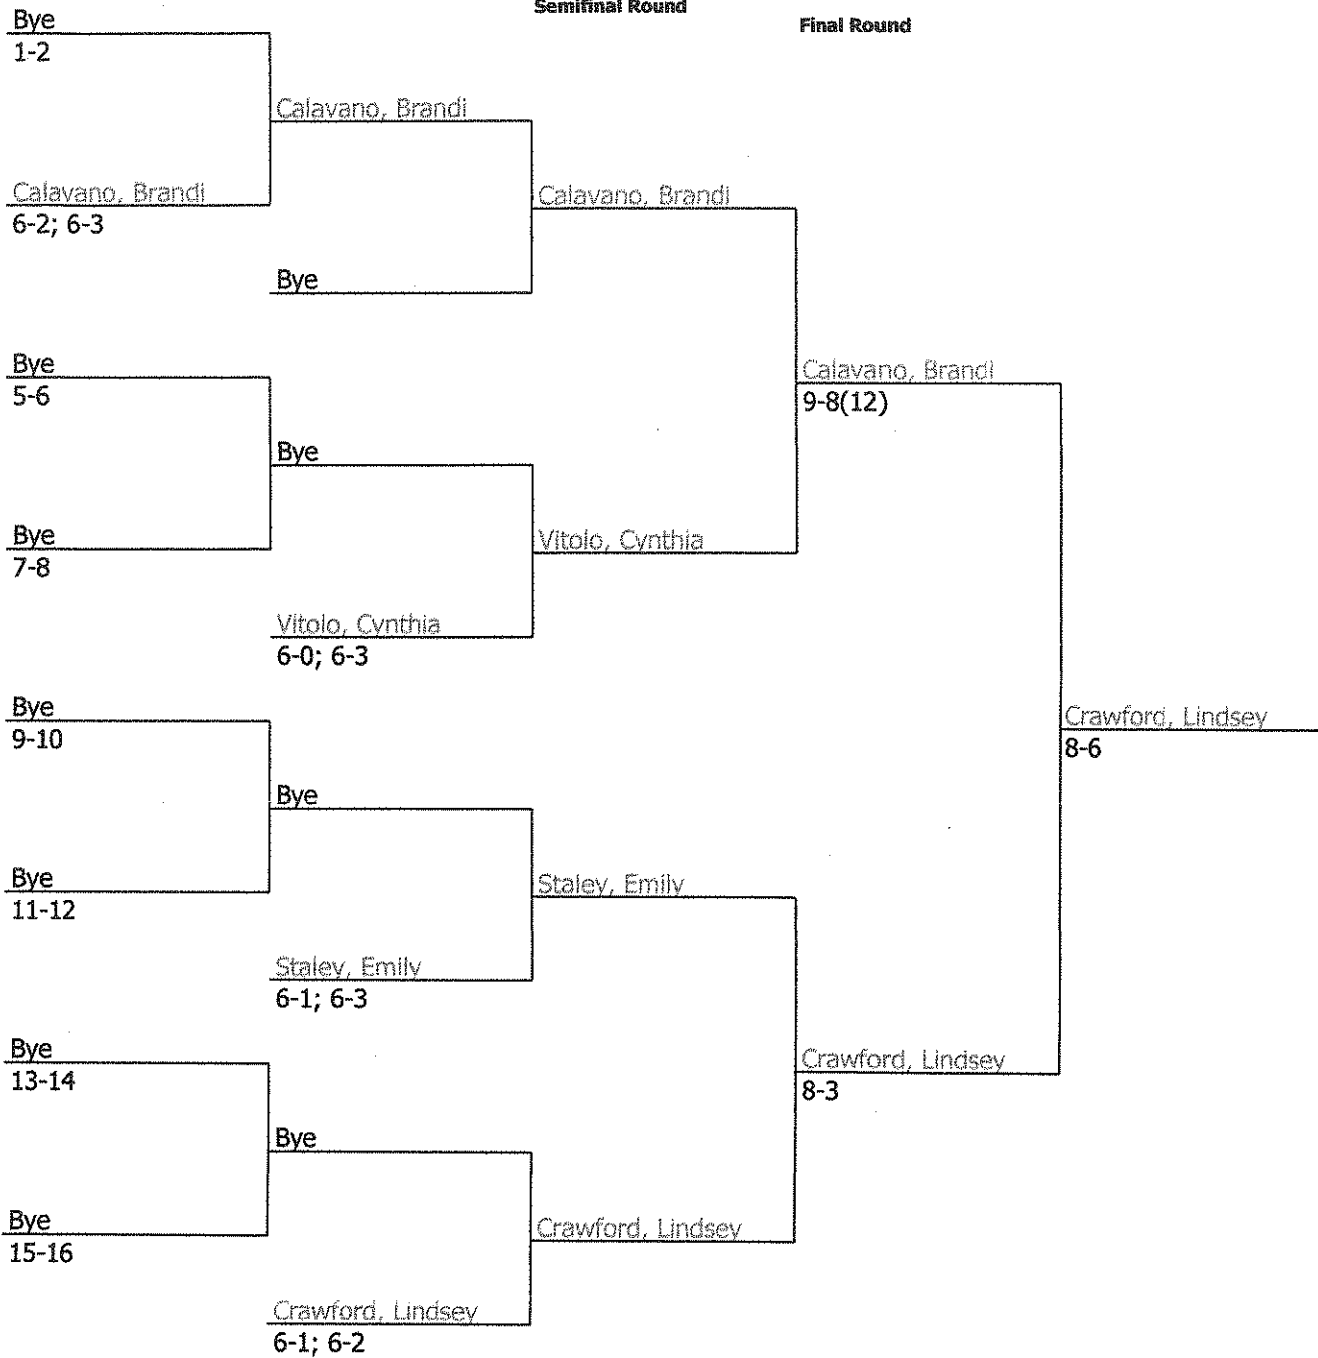 Semifinal Round
Final Round
Bye
1-2
Calavano, Brandi
Calavano, Brandi
6-2; 6-3
Calavano, Brandi
Bye
Bye
5-6
Calavano, Brandi
9-8(12)
Bye
Bye
7-8
Vitolo, Cynthia
Vitolo, Cynthia
6-0; 6-3
Bye
9-10
Crawford, Lindsey
8-6
Bye
Bye
11-12
Staley, Emily
Staley, Emily
6-1; 6-3
Bye
13-14
Crawford, Lindsey
8-3
Bye
Bye
15-16
Crawford, Lindsey
Crawford, Lindsey
6-1; 6-2